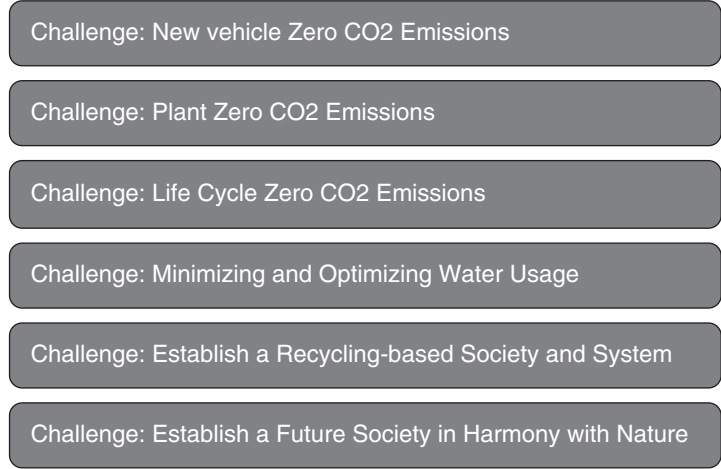 Challenge: New vehicle Zero CO2 Emissions
Challenge: Plant Zero CO2 Emissions
Challenge: Life Cycle Zero CO2 Emissions
Challenge: Minimizing and Optimizing Water Usage
Challenge: Establish a Recycling-based Society and System
Challenge: Establish a Future Society in Harmony with Nature